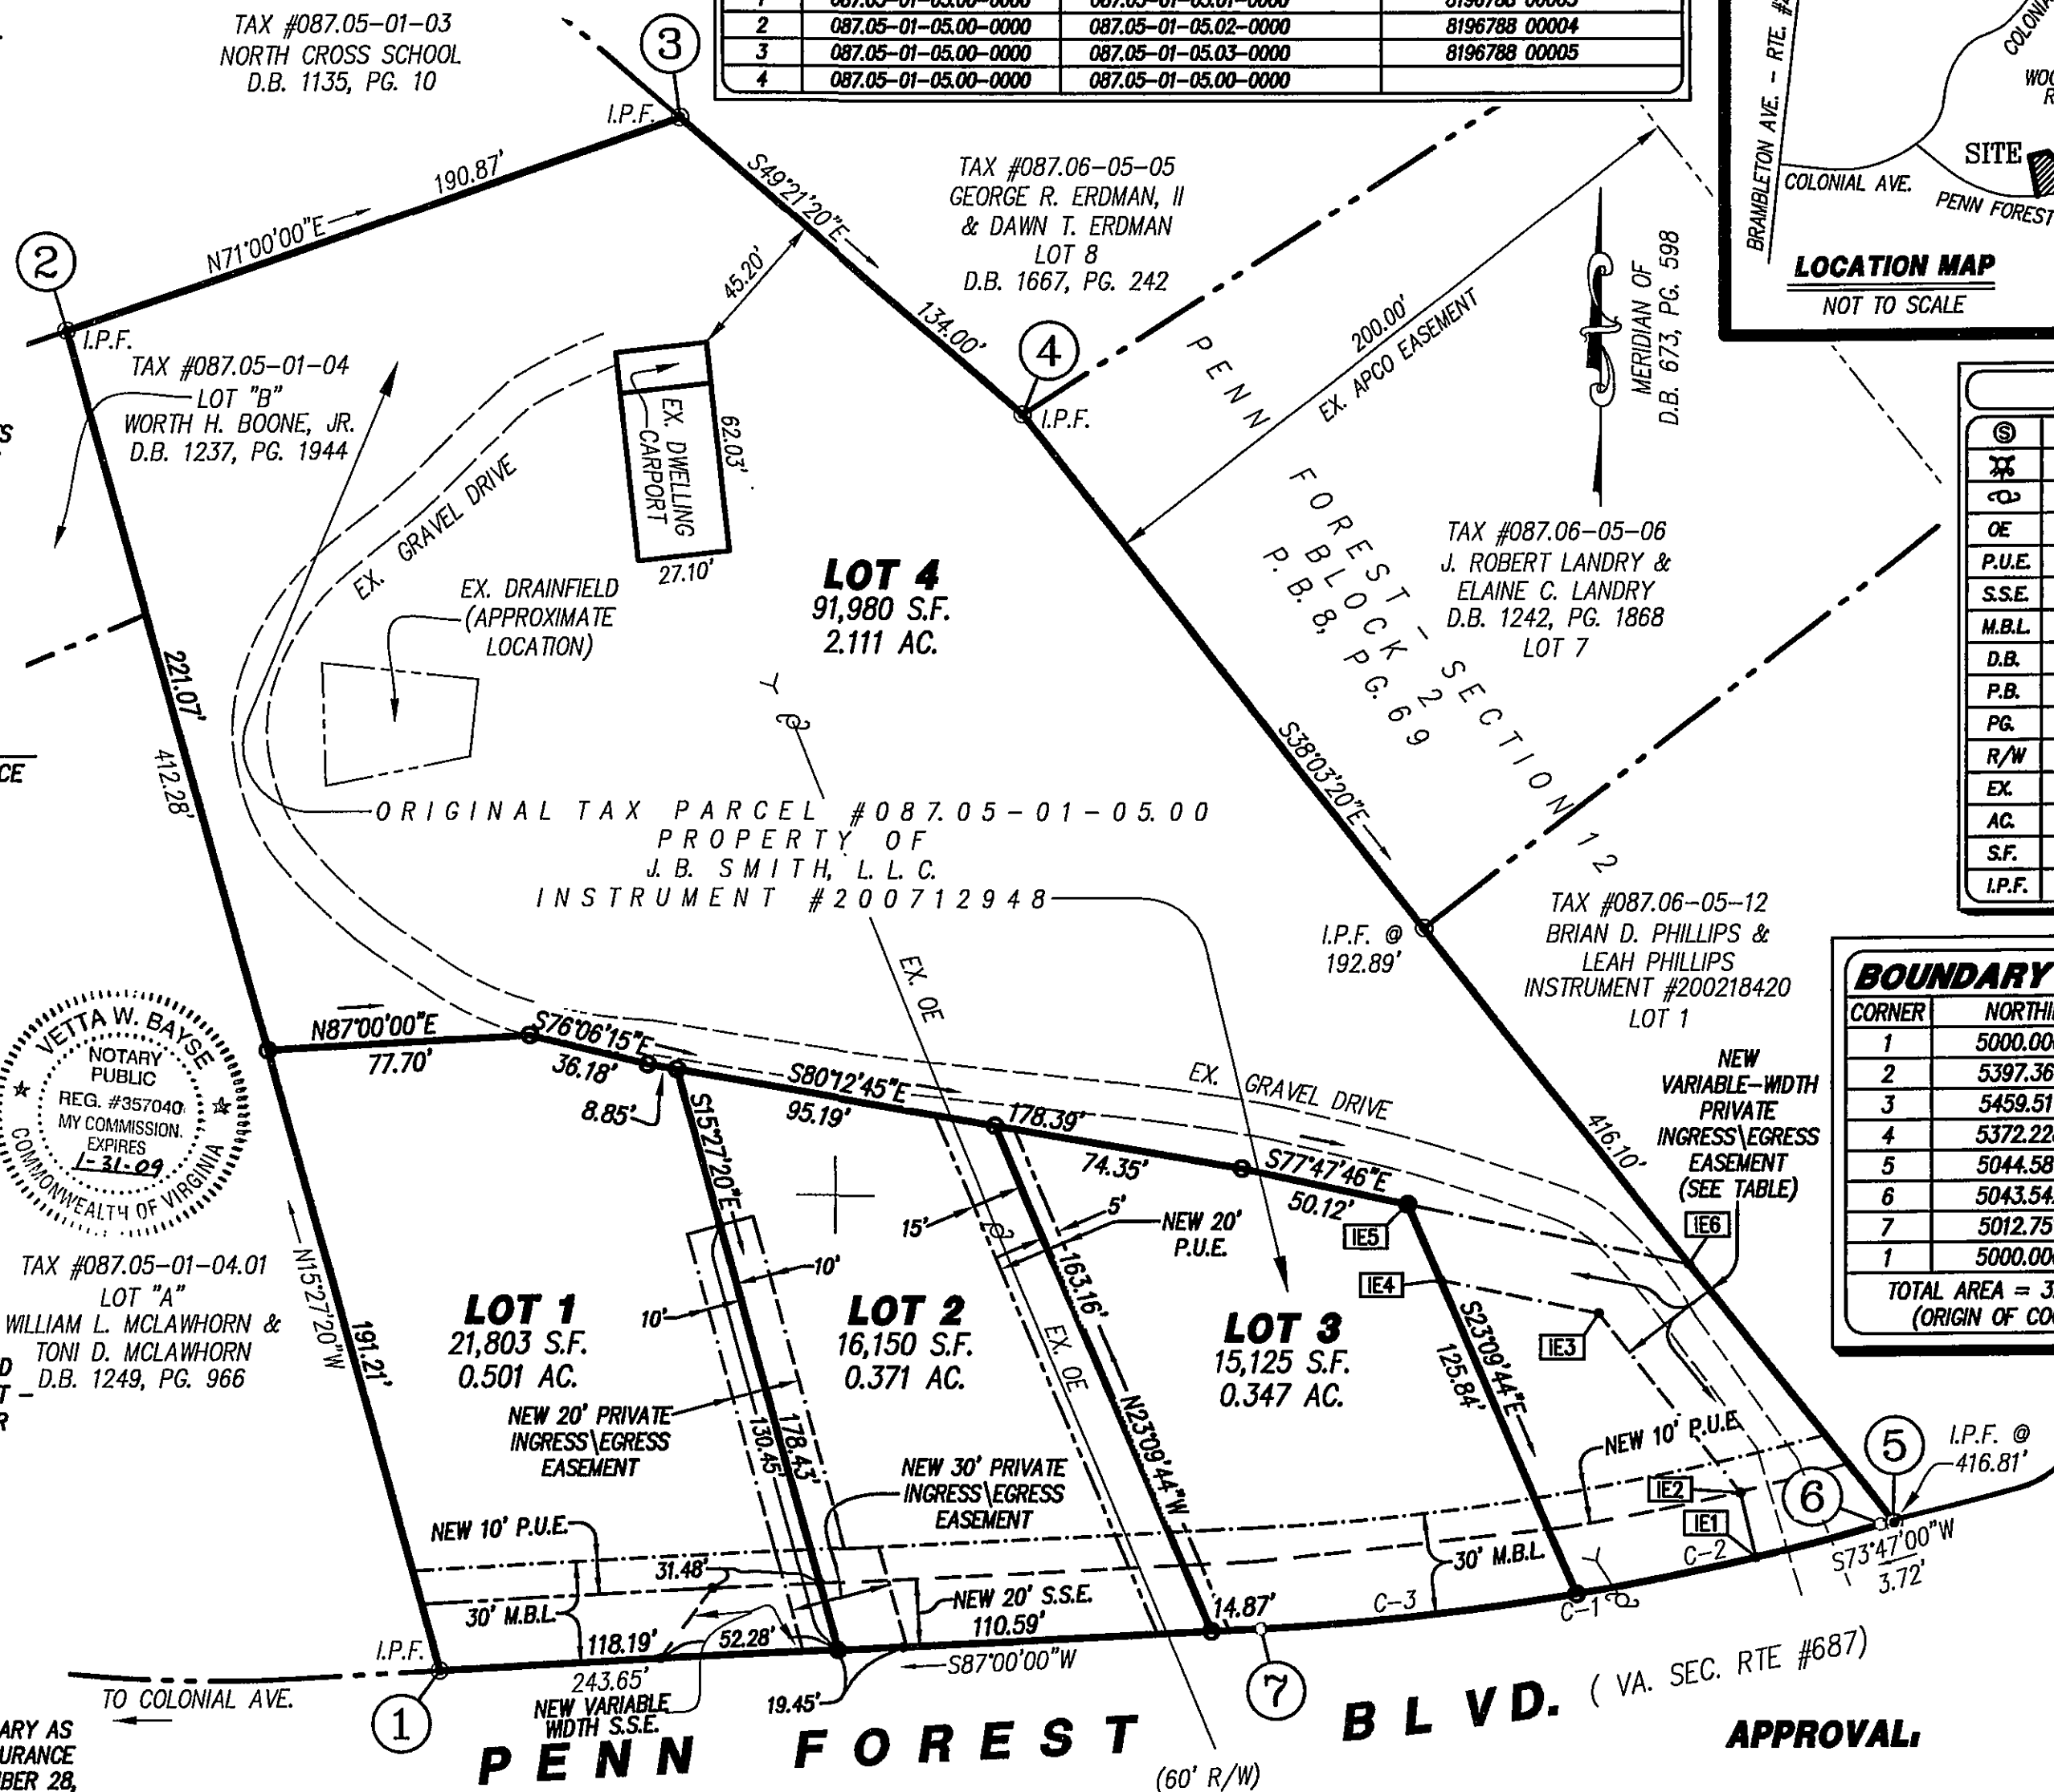 TAX #087.05-01-03
NORTH CROSS SCHOOL
D.B. 1135, PG. 10
2 087.05-01-05.00-0000 087.05-01-05.02-0000 8196788 00004
3 087.05-01-05.00-0000 087.05-01-05.03-0000 8196788 00005
4 087.05-01-05.00-0000 087.05-01-05.00-0000
BRAMBLETON AVE. - RTE.
SITE
COLONIAL AVE.
PENN FOREST
LOCATION MAP
NOT TO SCALE
3
I.P.F.
190.87'
N71°00'00"E
2
I.P.F.
S49°21'20"E
134.00'
45.20'
4
I.P.F.
TAX #087.06-05-05
GEORGE R. ERDMAN, II
& DAWN T. ERDMAN
LOT 8
D.B. 1667, PG. 242
200.00'
EX. APCO EASEMENT
MERIDIAN OF
D.B. 673, PG. 598
TAX #087.05-01-04
LOT "B"
WORTH H. BOONE, JR.
D.B. 1237, PG. 1944
EX. GRAVEL DRIVE
EX. DWELLING
CARPORT
62.03'
27.10'
EX. DRAINFIELD
(APPROXIMATE
LOCATION)
LOT 4
91,980 S.F.
2.111 AC.
PENN FOREST - SECTION 12
BLOCK 2
P.B. 8, PG. 69
TAX #087.06-05-06
J. ROBERT LANDRY &
ELAINE C. LANDRY
D.B. 1242, PG. 1868
LOT 7
S
OE
P.U.E.
S.S.E.
M.B.L.
D.B.
P.B.
PG.
R/W
EX.
AC.
S.F.
I.P.F.
221.07'
412.28'
S38°03'20"E
ORIGINAL TAX PARCEL #087.05-01-05.00
PROPERTY OF
J.B. SMITH, L.L.C.
INSTRUMENT #200712948
I.P.F. @
192.89'
TAX #087.06-05-12
BRIAN D. PHILLIPS &
LEAH PHILLIPS
INSTRUMENT #200218420
LOT 1
BOUNDARY
CORNER
1 5000.00
2 5397.36
3 5459.51
4 5372.22
5 5044.58
6 5043.54
7 5012.75
1 5000.00
TOTAL AREA = 3
(ORIGIN OF
VETTA W. BAYSE
NOTARY
PUBLIC
REG. #357040
MY COMMISSION
EXPIRES
1-31-09
COMMONWEALTH OF VIRGINIA
N87°00'00"E
77.70'
S76°06'15"E
36.18'
8.85'
S80°12'45"E
95.19'
178.39'
74.35'
S77°47'46"E
50.12'
EX. OE
EX. GRAVEL DRIVE
416.10'
NEW
VARIABLE-WIDTH
PRIVATE
INGRESS\EGRESS
EASEMENT
(SEE TABLE)
IE6
IE5
IE4
IE3
IE2
IE1
TAX #087.05-01-04.01
LOT "A"
WILLIAM L. MCLAWHORN &
TONI D. MCLAWHORN
D.B. 1249, PG. 966
N15°27'20"W
191.21'
S15°27'20"E
10'
10'
178.43'
130.45'
LOT 1
21,803 S.F.
0.501 AC.
NEW 20' PRIVATE
INGRESS\EGRESS
EASEMENT
LOT 2
16,150 S.F.
0.371 AC.
15'
5'
NEW 20'
P.U.E.
163.16'
N23°09'44"W
EX. OE
NEW 30' PRIVATE
INGRESS\EGRESS
EASEMENT
LOT 3
15,125 S.F.
0.347 AC.
S23°09'44"E
125.84'
NEW 10' P.U.E.
5
I.P.F. @
416.81'
6
S73°47'00"W
3.72'
C-2
C-1
C-3
30' M.B.L.
14.87'
7
NEW 10' P.U.E.
31.48'
30' M.B.L.
NEW 20' S.S.E.
110.59'
S87°00'00"W
118.19'
52.28'
243.65'
19.45'
NEW VARIABLE
WIDTH S.S.E.
I.P.F.
1
TO COLONIAL AVE.
PENN FOREST BLVD. (VA. SEC. RTE #687)
(60' R/W)
APPROVAL:
ARY AS
URANCE
BER 28,